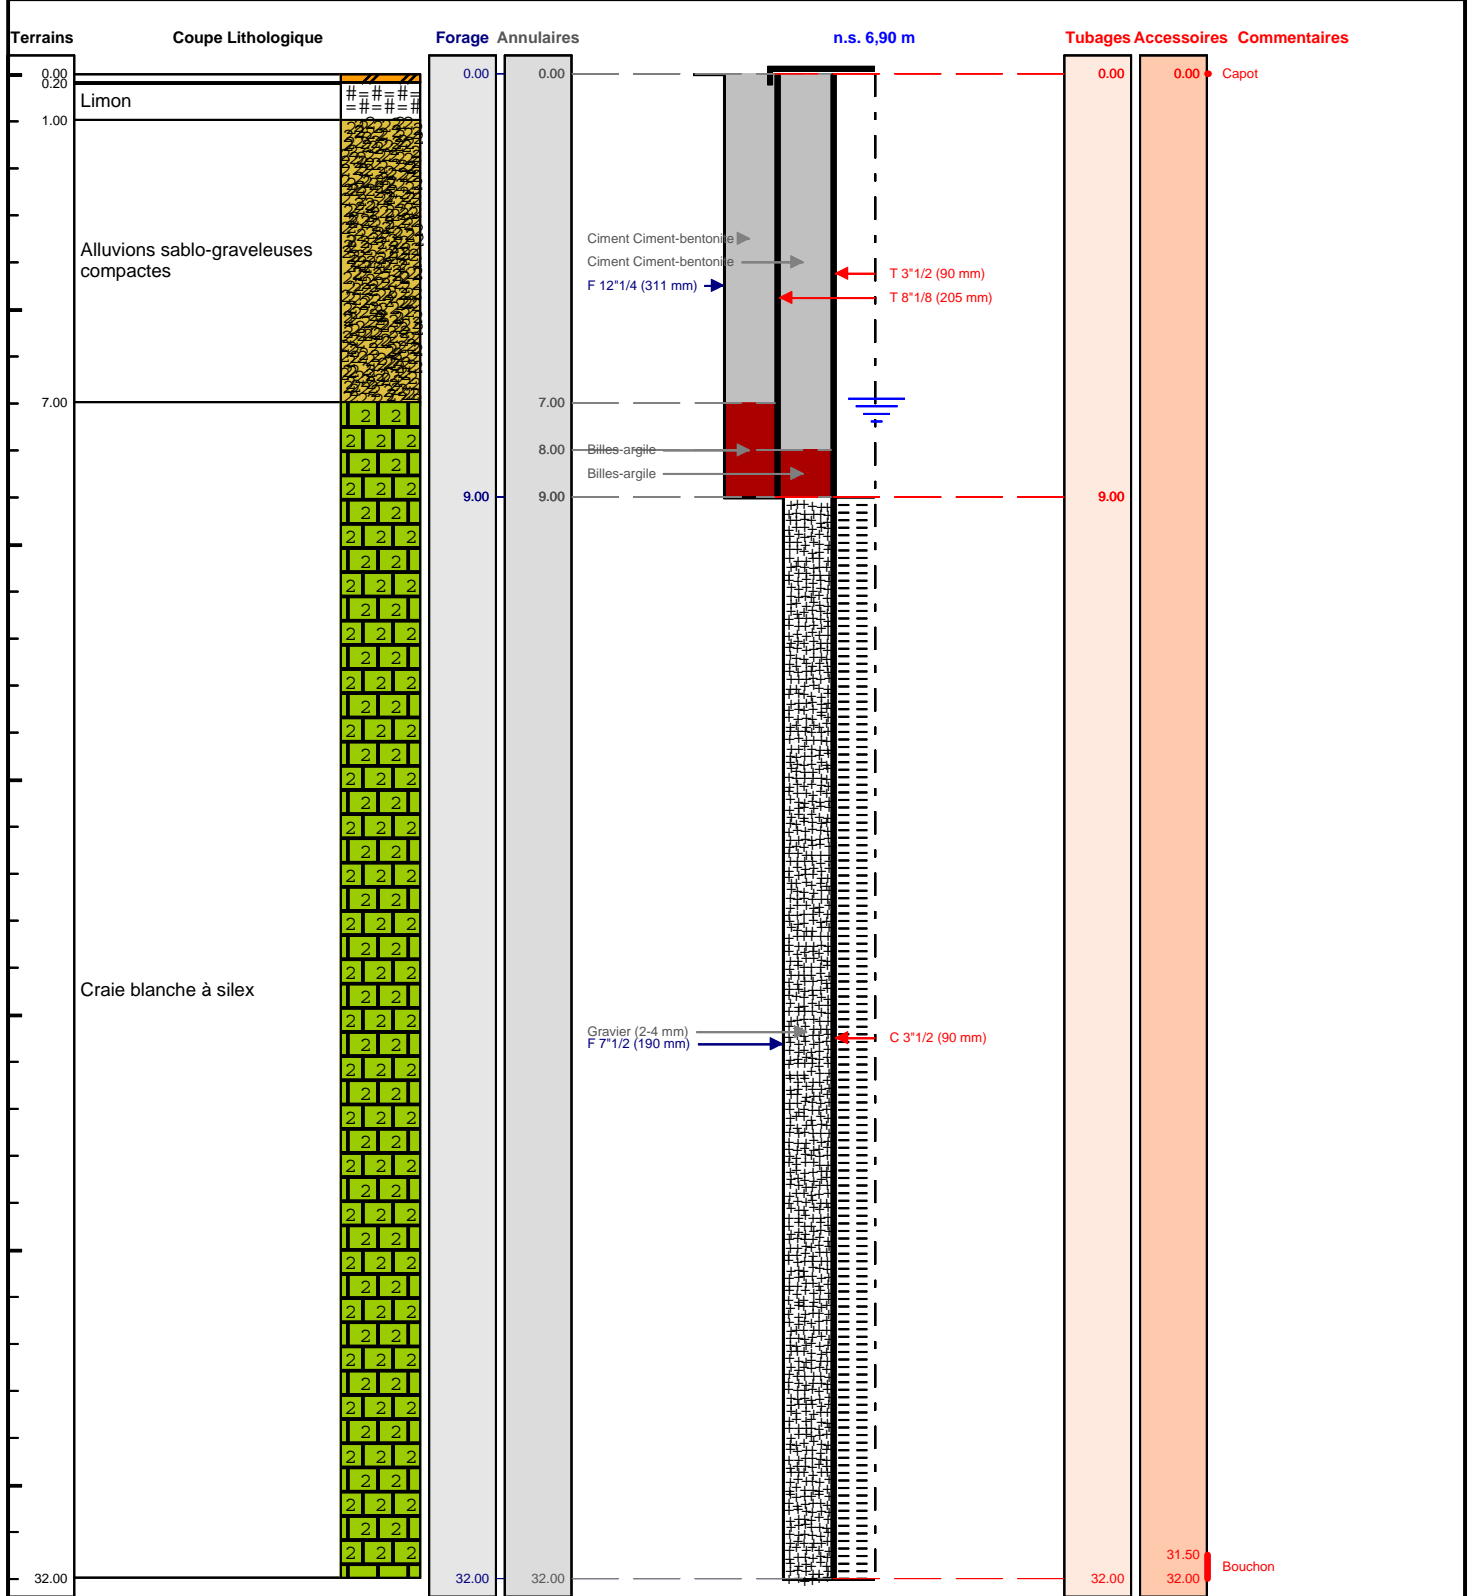 Terrains Coupe Lithologique Forage Annulaires n.s. 6,90 m Tubages Accessoires Commentaires
0.00 0.00 0.00 0.00 0.00 Capot
0.20
Limon
1.00
Ciment Ciment-bentonite
Alluvions sablo-graveleuses
compactes
Ciment Ciment-bentonite
T 3"1/2 (90 mm)
F 12"1/4 (311 mm)
T 8"1/8 (205 mm)
7.00 7.00
8.00 Billes-argile
Billes-argile
9.00 9.00 9.00
Craie blanche à silex
Gravier (2-4 mm)
C 3"1/2 (90 mm)
F 7"1/2 (190 mm)
31.50
Bouchon
32.00 32.00 32.00 32.00 32.00